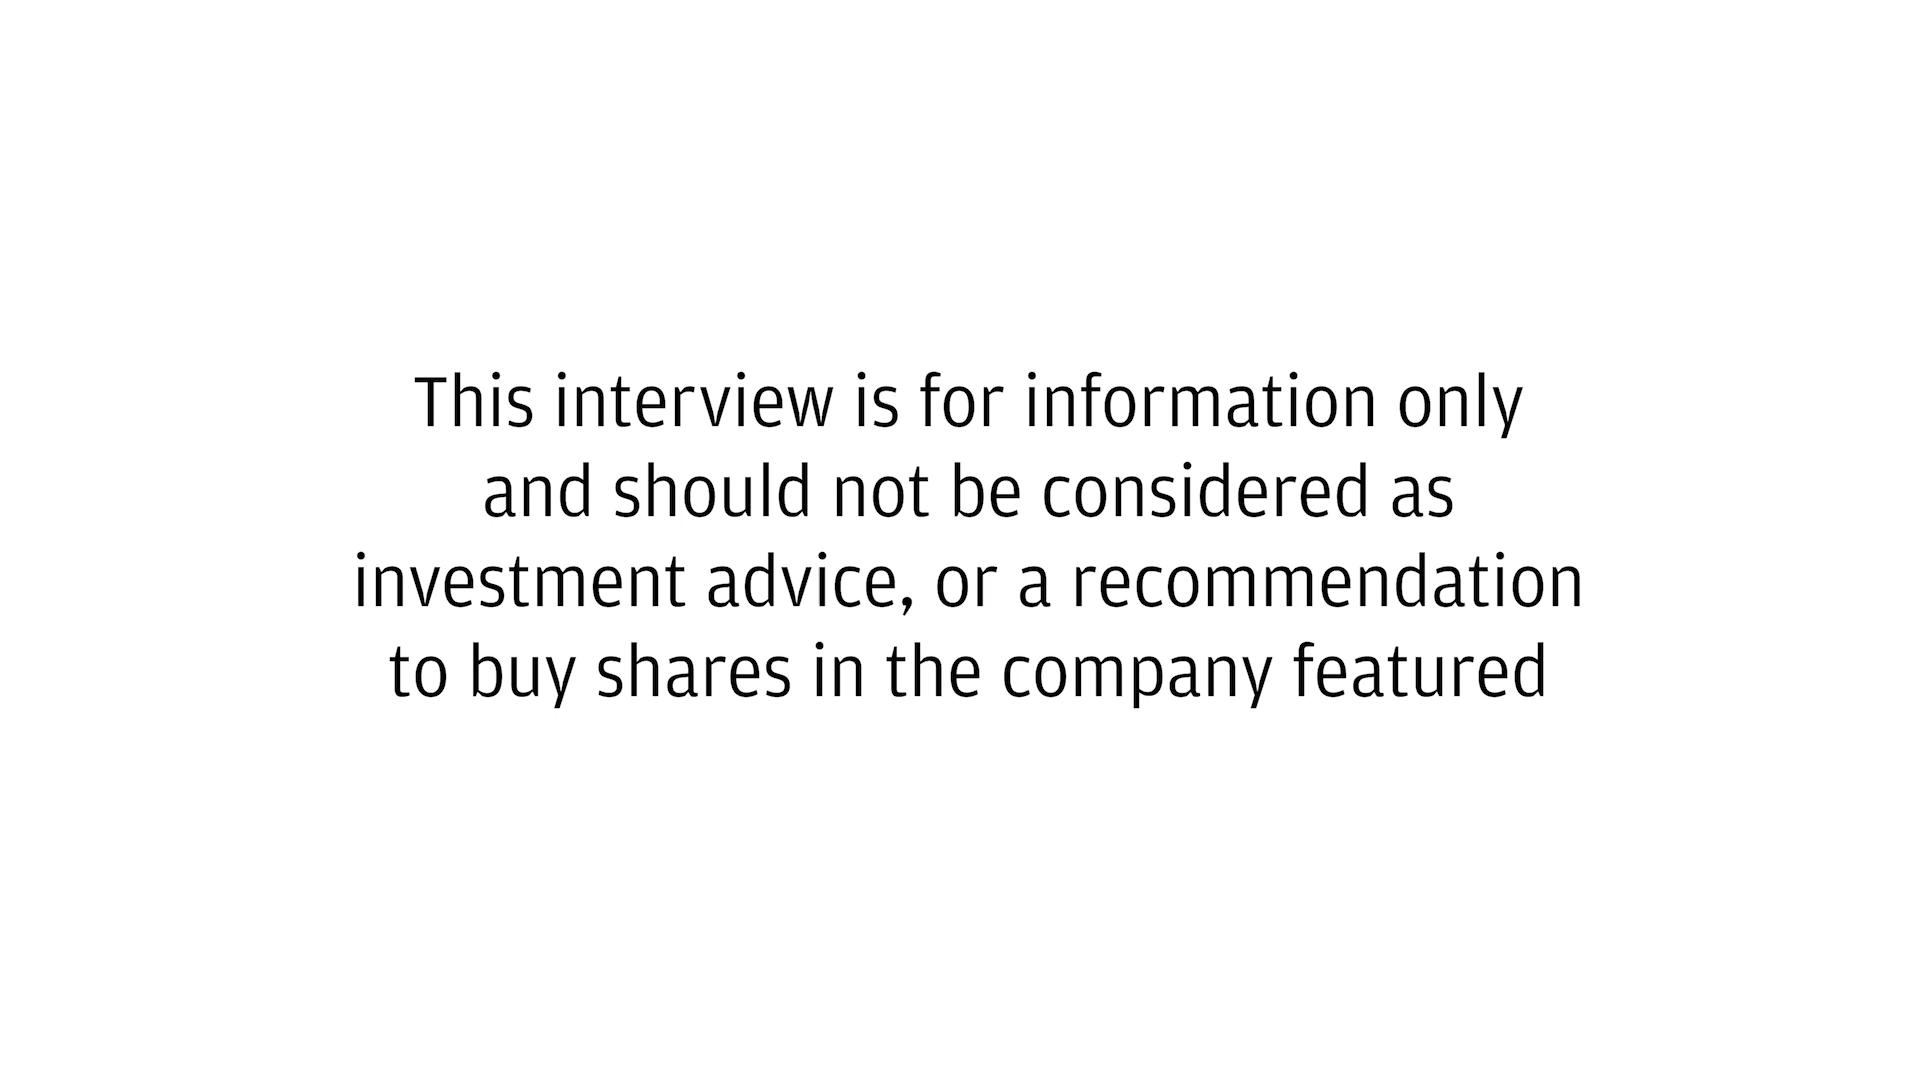 This interview is for information only
and should not be considered as
investment advice, or a recommendation
to buy shares in the company featured